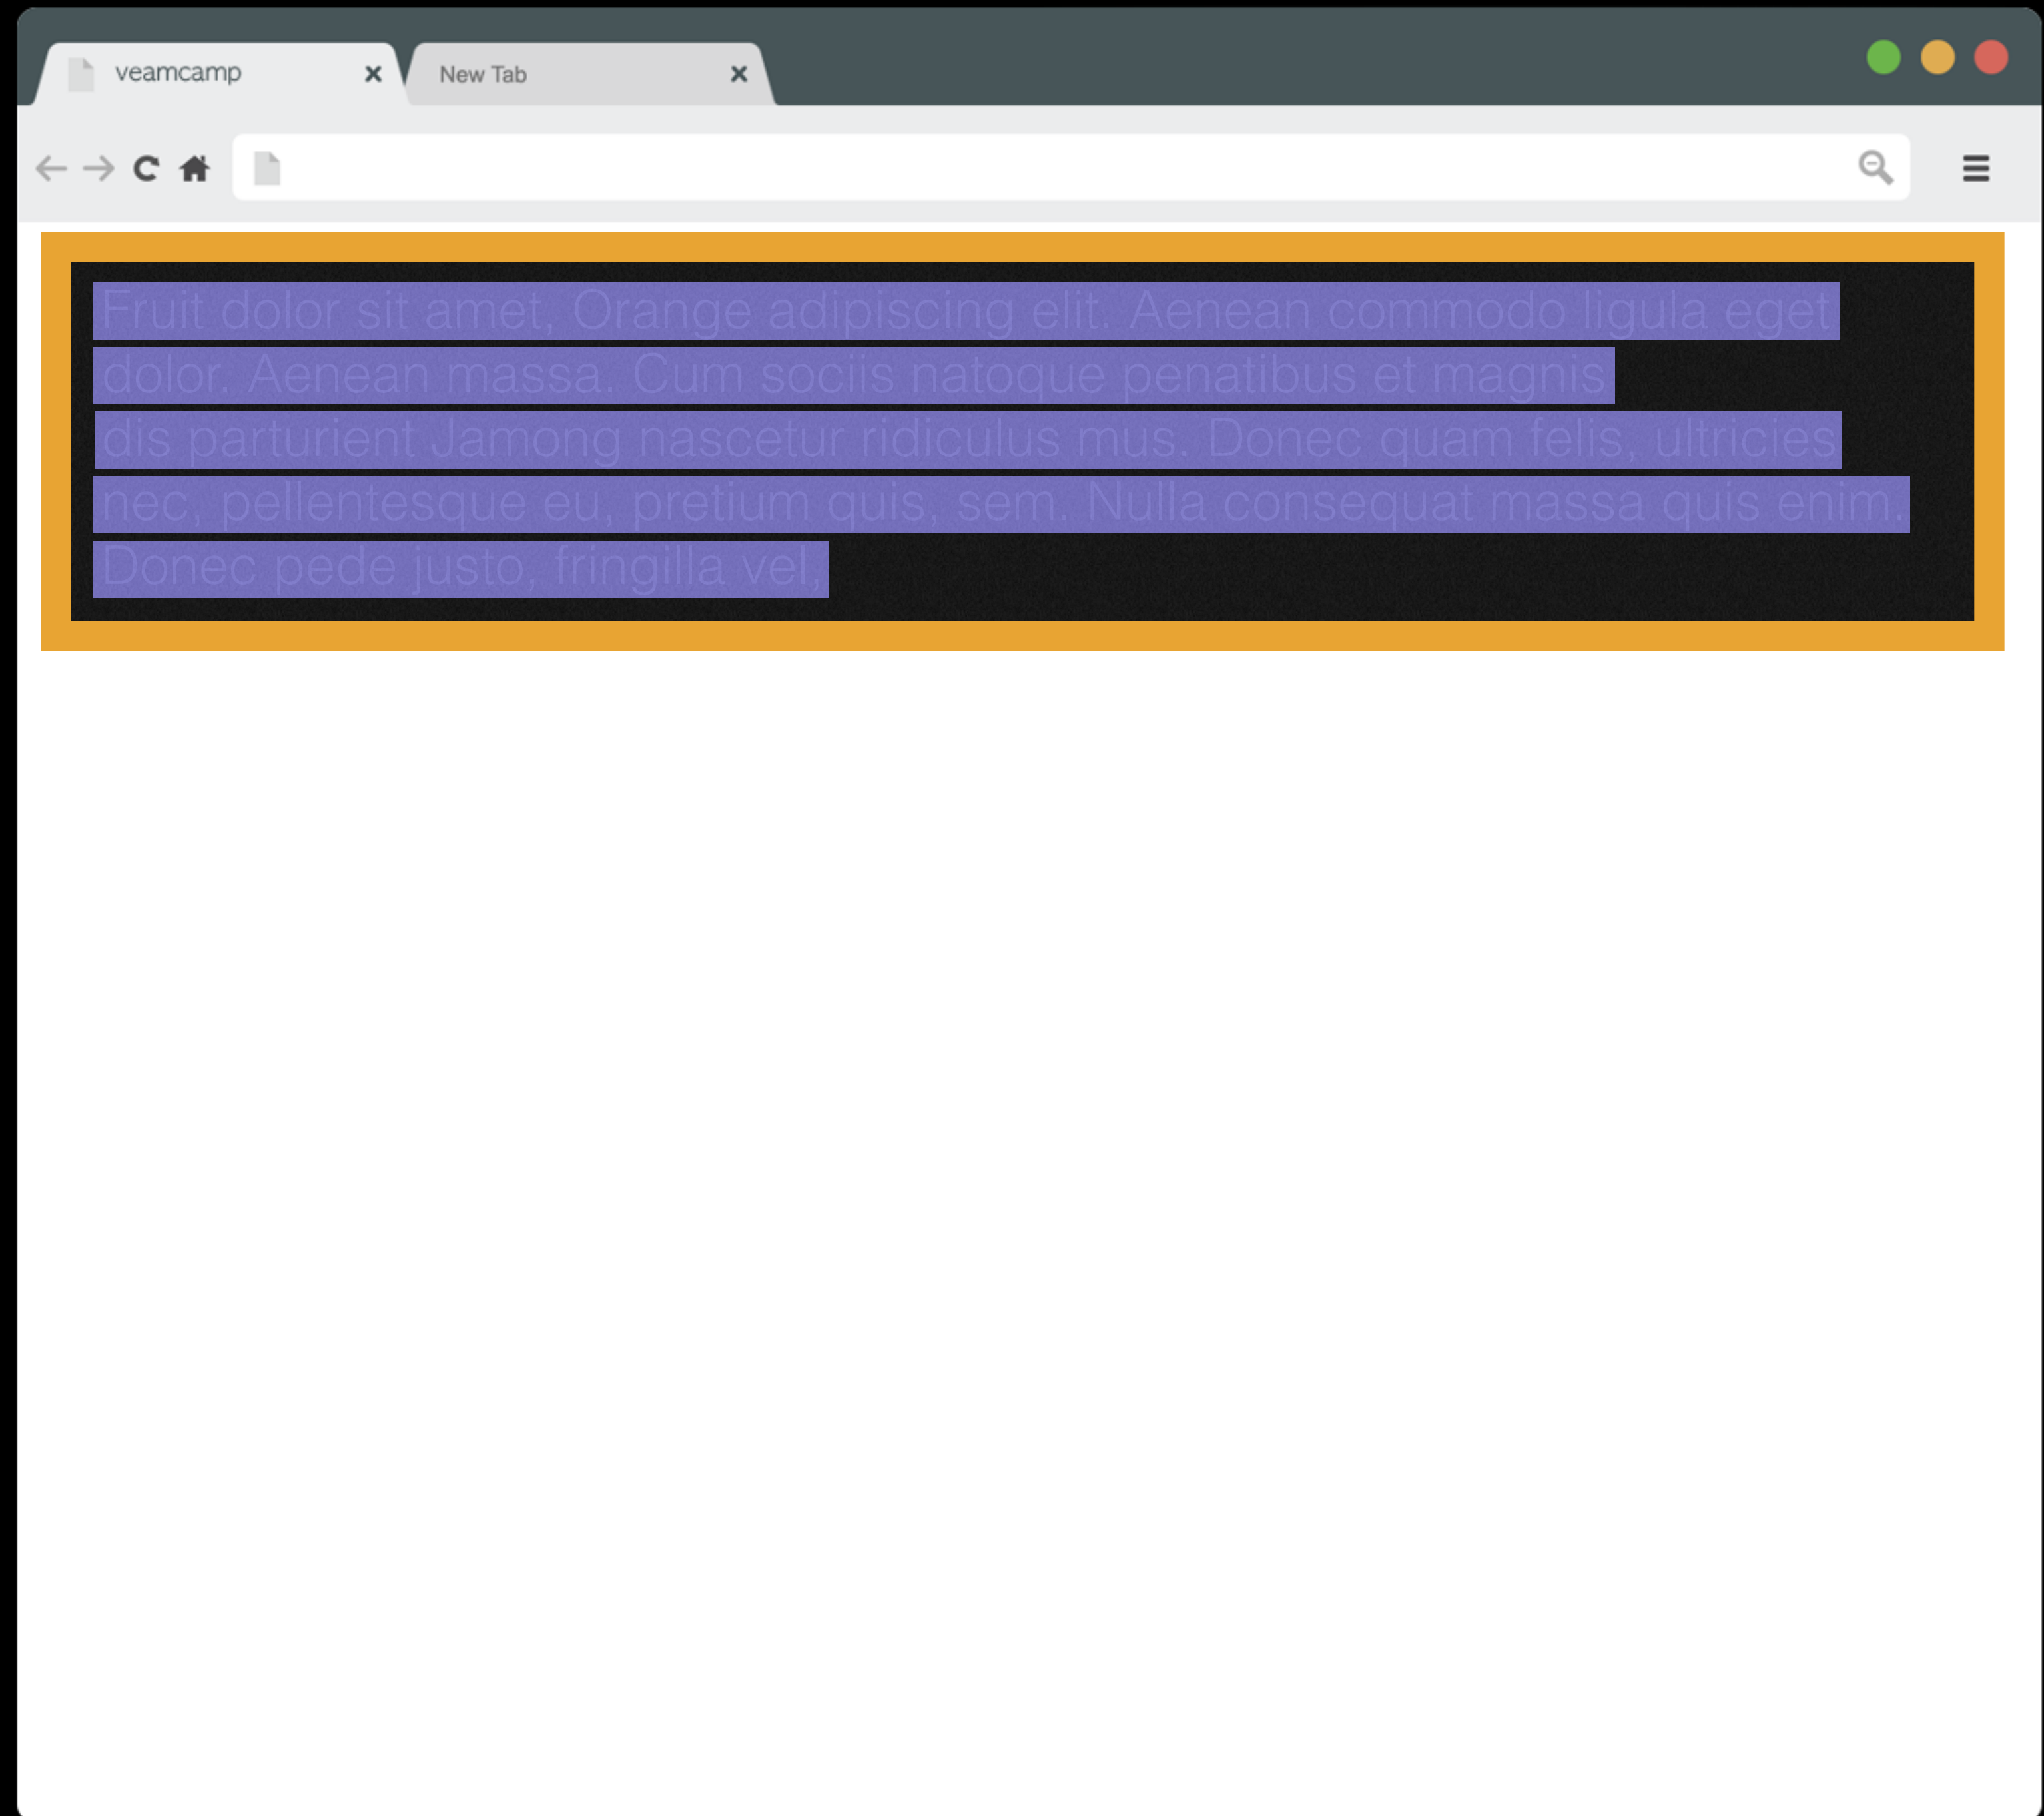 veamcamp
New Tab
Fruit dolor sit amet, Orange adipiscing elit. Aenean commodo ligula eget
dolor. Aenean massa. Cum sociis natoque penatibus et magnis
dis parturient Jamong nascetur ridiculus mus. Donec quam felis, ultricies
nec, pellentesque eu, pretium quis, sem. Nulla consequat massa quis enim.
Donec pede justo, fringilla vel,